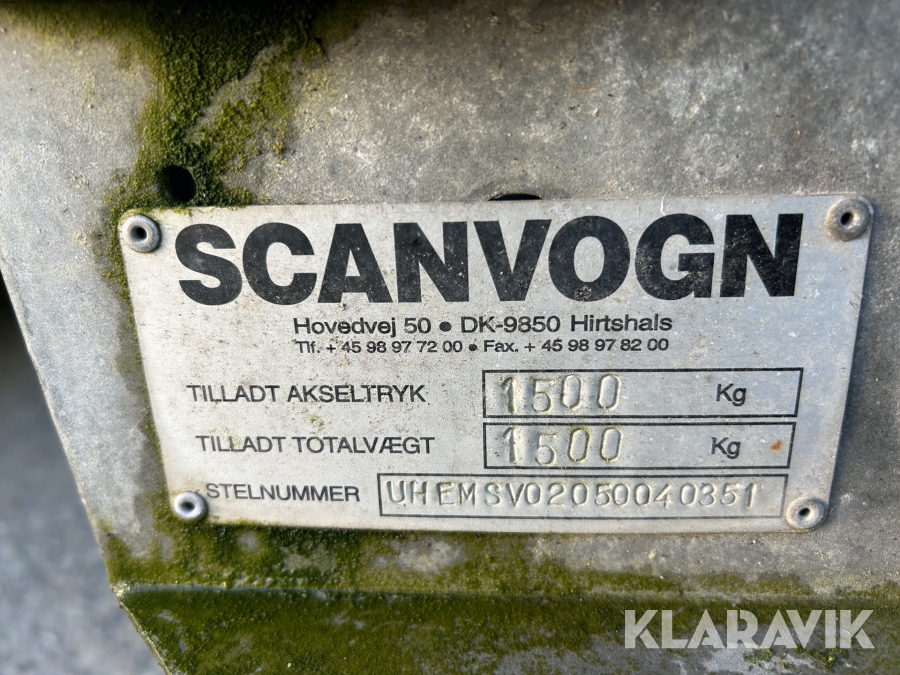 SCANVOGN
Hovedvej 50 • DK-9850 Hirtshals
Tlf. + 45 98 97 72 00 • Fax. + 45 98 97 82 00
TILLADT AKSELTRYK 1500 Kg
TILLADT TOTALVÆGT 1500 Kg
STELNUMMER UHEMSV02050040351
KLARAVIK